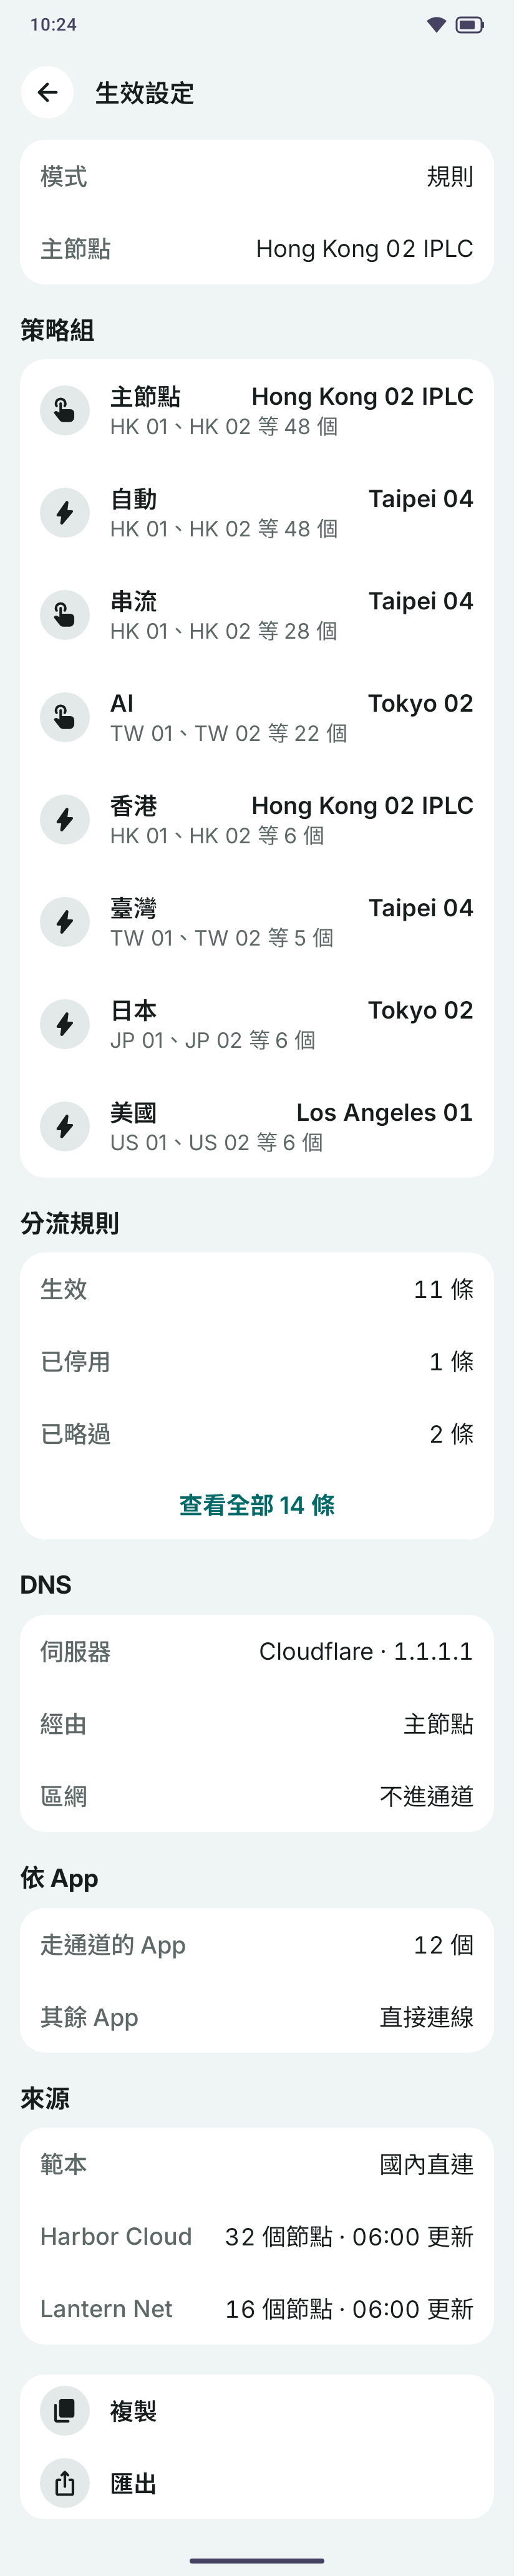 10:24
生效設定
模式 規則
主節點 Hong Kong 02 IPLC
策略組
主節點 Hong Kong 02 IPLC
HK 01、HK 02 等 48 個
自動 Taipei 04
HK 01、HK 02 等 48 個
串流 Taipei 04
HK 01、HK 02 等 28 個
AI Tokyo 02
TW 01、TW 02 等 22 個
香港 Hong Kong 02 IPLC
HK 01、HK 02 等 6 個
臺灣 Taipei 04
TW 01、TW 02 等 5 個
日本 Tokyo 02
JP 01、JP 02 等 6 個
美國 Los Angeles 01
US 01、US 02 等 6 個
分流規則
生效 11 條
已停用 1 條
已略過 2 條
查看全部 14 條
DNS
伺服器 Cloudflare · 1.1.1.1
經由 主節點
區網 不進通道
依 App
走通道的 App 12 個
其餘 App 直接連線
來源
範本 國內直連
Harbor Cloud 32 個節點 · 06:00 更新
Lantern Net 16 個節點 · 06:00 更新
複製
匯出